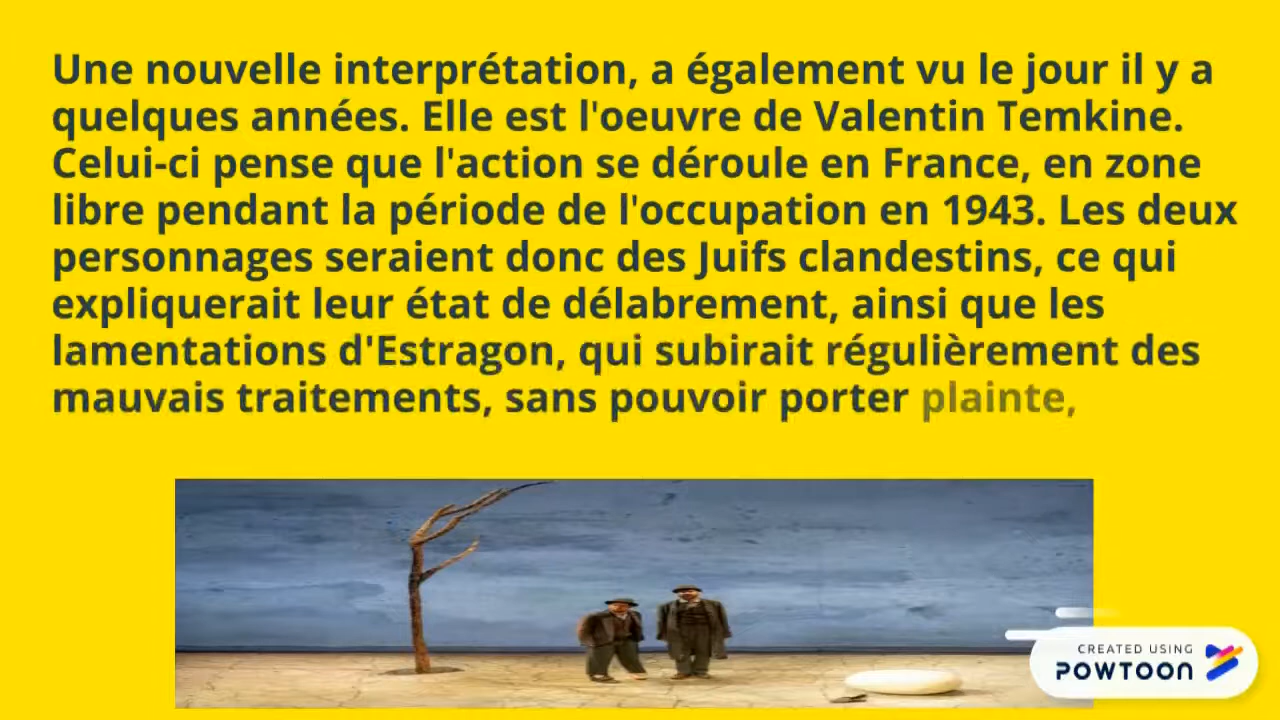 Une nouvelle interprétation, a également vu le jour il y a
quelques années. Elle est l'oeuvre de Valentin Temkine.
Celui-ci pense que l'action se déroule en France, en zone
libre pendant la période de l'occupation en 1943. Les deux
personnages seraient donc des Juifs clandestins, ce qui
expliquerait leur état de délabrement, ainsi que les
lamentations d'Estragon, qui subirait régulièrement des
mauvais traitements, sans pouvoir porter plainte,
CREATED USING
POWTOON